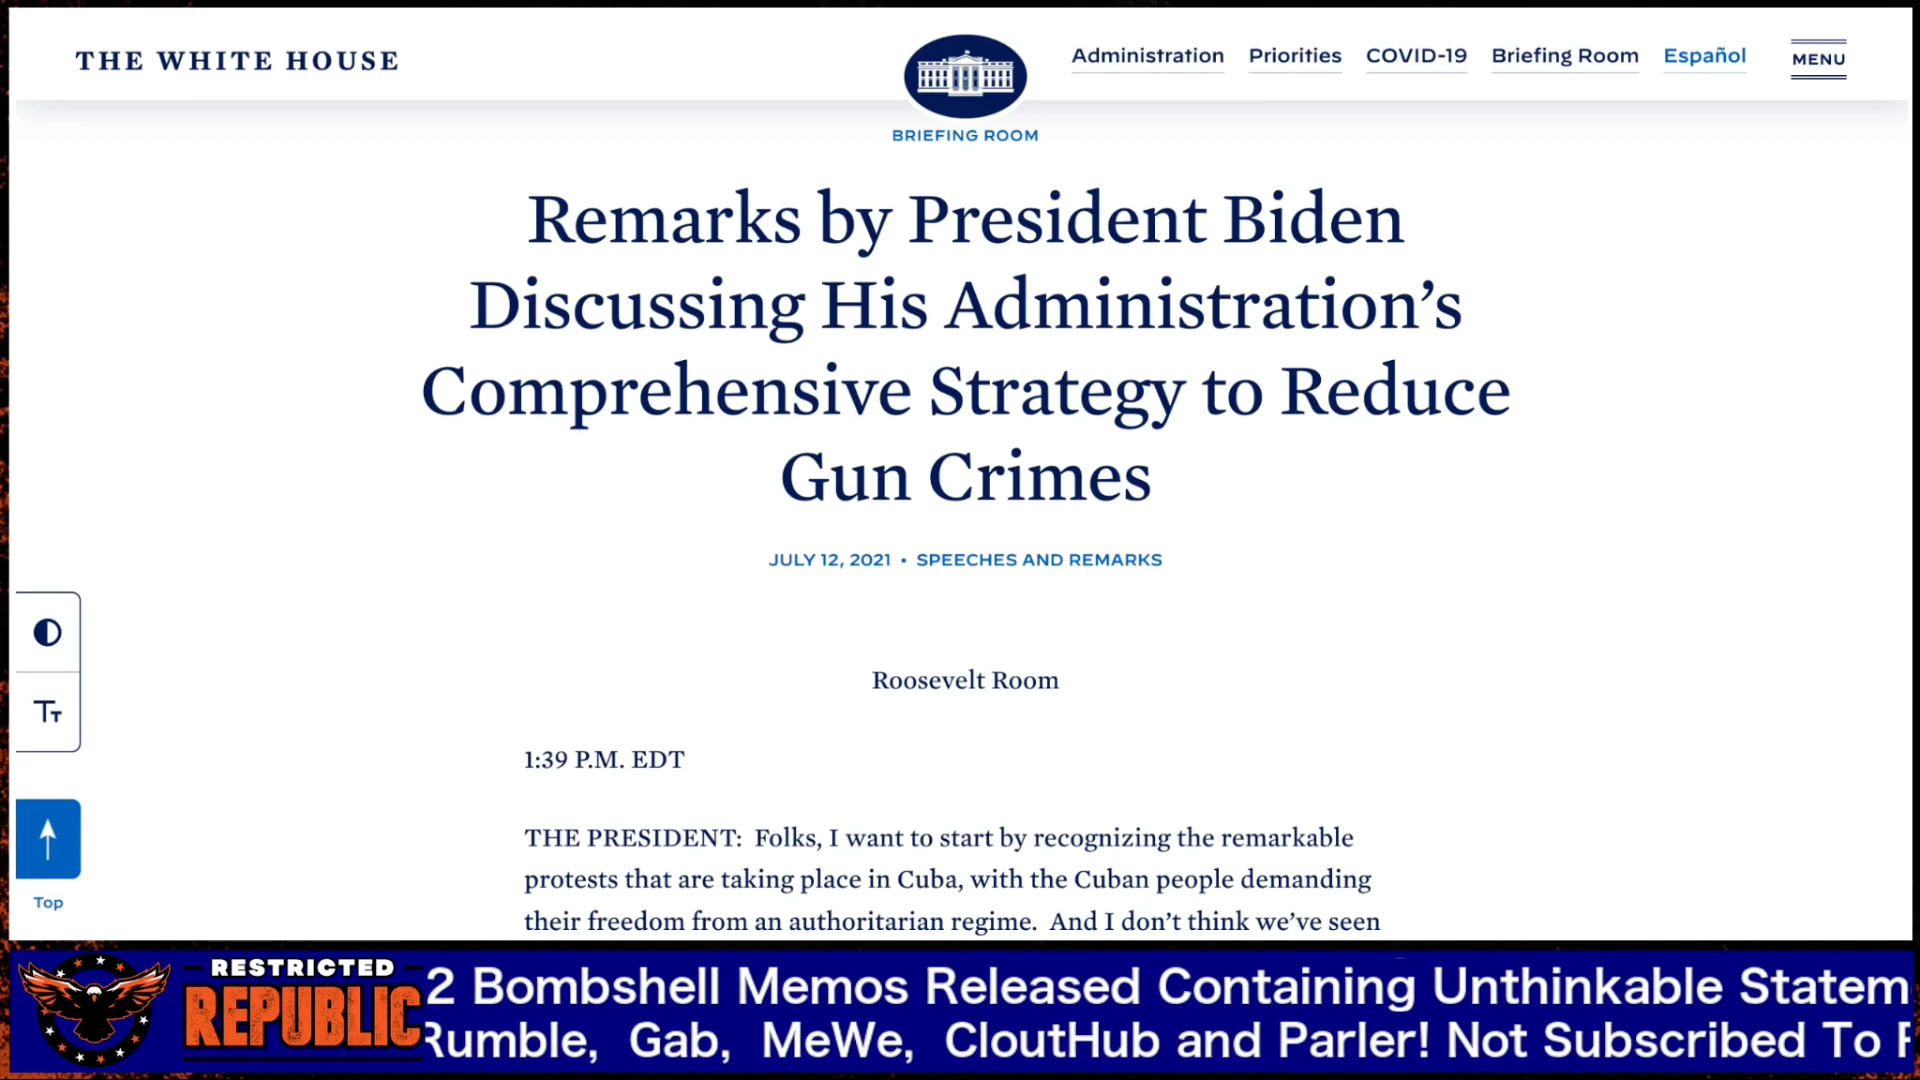 THE WHITE HOUSE
Administration Priorities COVID-19 Briefing Room Español MENU
BRIEFING ROOM
Remarks by President Biden
Discussing His Administration’s
Comprehensive Strategy to Reduce
Gun Crimes
JULY 12, 2021 • SPEECHES AND REMARKS
Roosevelt Room
1:39 P.M. EDT
THE PRESIDENT: Folks, I want to start by recognizing the remarkable
protests that are taking place in Cuba, with the Cuban people demanding
their freedom from an authoritarian regime. And I don’t think we’ve seen
Tт
Top
RESTRICTED
REPUBLIC
2 Bombshell Memos Released Containing Unthinkable Statem
Rumble, Gab, MeWe, CloutHub and Parler! Not Subscribed To